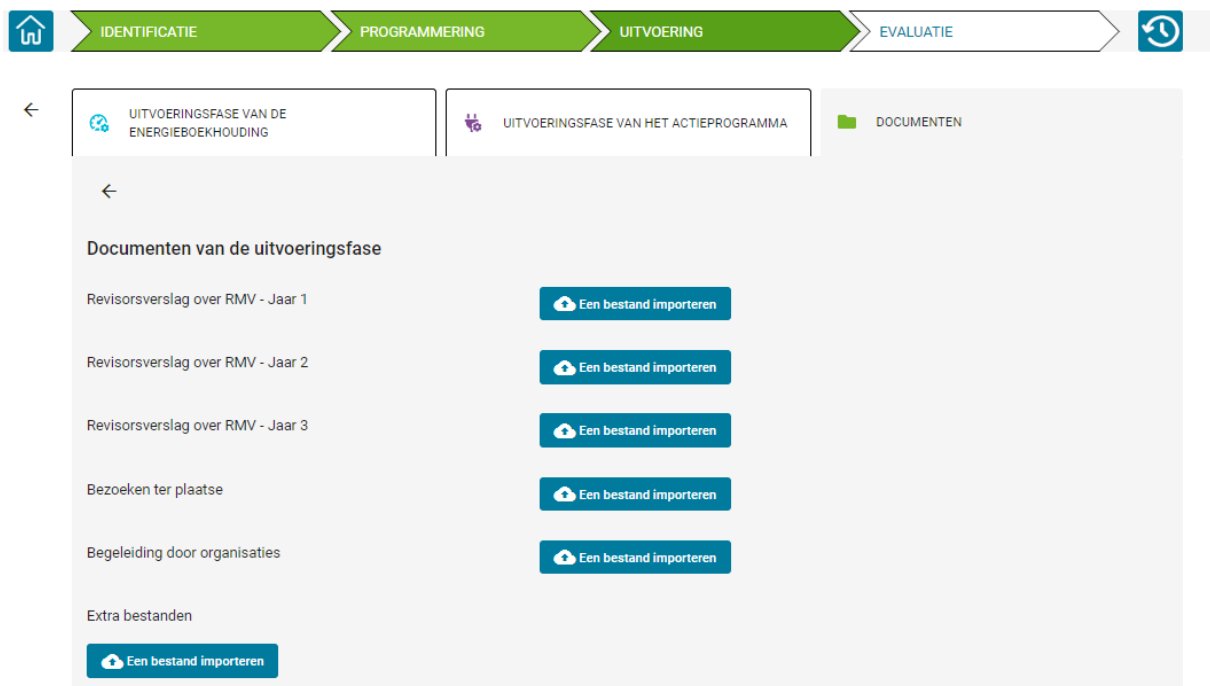 IDENTIFICATIE
PROGRAMMERING
UITVOERING
EVALUATIE
UITVOERINGSFASE VAN DE
ENERGIEBOEKHOUDING
UITVOERINGSFASE VAN HET ACTIEPROGRAMMA
DOCUMENTEN
Documenten van de uitvoeringsfase
Revisorsverslag over RMV - Jaar 1
Een bestand importeren
Revisorsverslag over RMV - Jaar 2
Een bestand importeren
Revisorsverslag over RMV - Jaar 3
Een bestand importeren
Bezoeken ter plaatse
Een bestand importeren
Begeleiding door organisaties
Een bestand importeren
Extra bestanden
Een bestand importeren